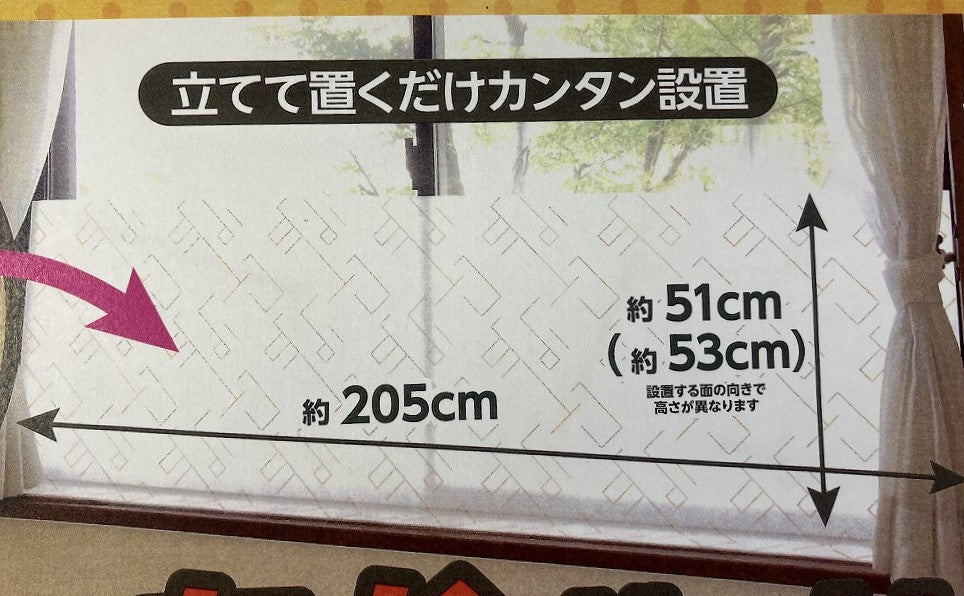 立てて置くだけカンタン設置
約 51cm
(約 53cm)
設置する面の向きで
高さが異なります
約 205cm